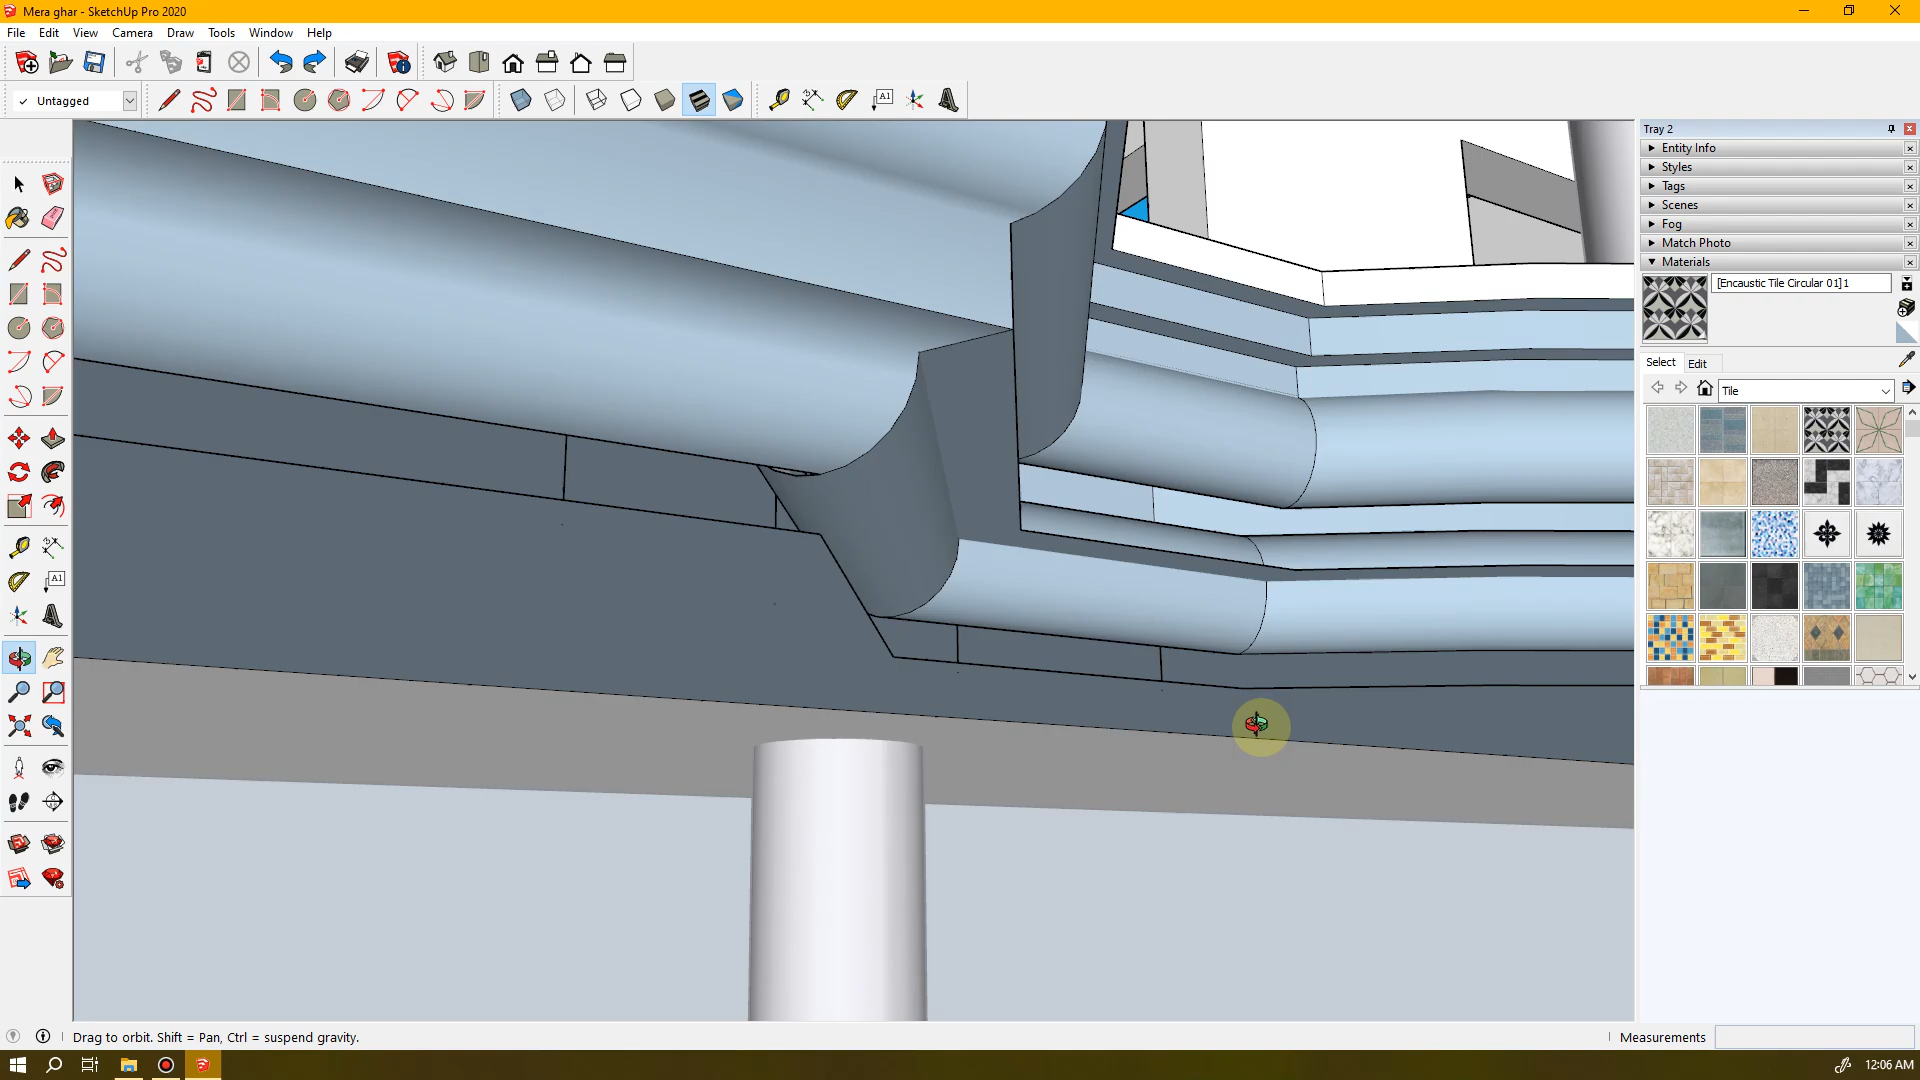 Mera ghar - SketchUp Pro 2020
File Edit View Camera Draw Tools Window Help
Untagged
A1
Tray 2
Entity Info
Styles
Tags
Scenes
Fog
Match Photo
Materials
[Encaustic Tile Circular 01]1
Select Edit
Tile
A1
Drag to orbit. Shift = Pan, Ctrl = suspend gravity.
Measurements
12:06 AM